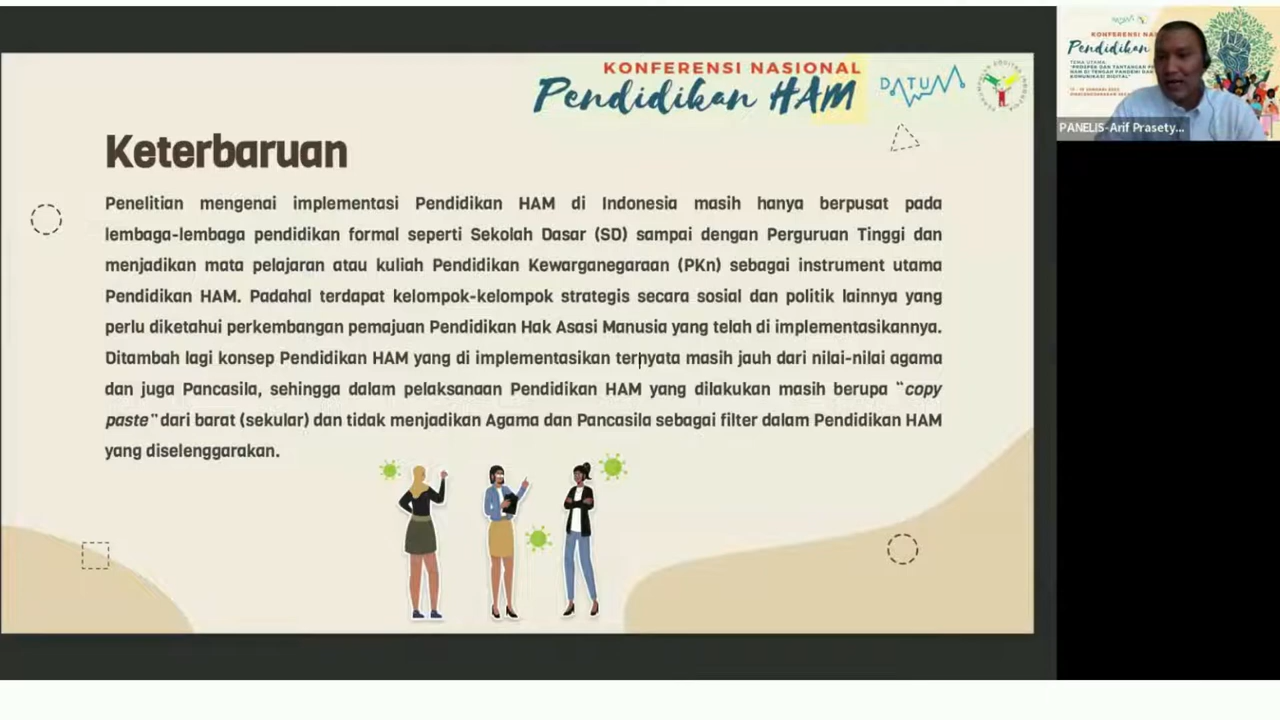 KONFERENSI NASIONAL
Pendidikan HAM
DATUM
Keterbaruan
Penelitian mengenai implementasi Pendidikan HAM di Indonesia masih hanya berpusat pada
lembaga-lembaga pendidikan formal seperti Sekolah Dasar (SD) sampai dengan Perguruan Tinggi dan
menjadikan mata pelajaran atau kuliah Pendidikan Kewarganegaraan (PKn) sebagai instrument utama
Pendidikan HAM. Padahal terdapat kelompok-kelompok strategis secara sosial dan politik lainnya yang
perlu diketahui perkembangan pemajuan Pendidikan Hak Asasi Manusia yang telah di implementasikannya.
Ditambah lagi konsep Pendidikan HAM yang di implementasikan ternyata masih jauh dari nilai-nilai agama
dan juga Pancasila, sehingga dalam pelaksanaan Pendidikan HAM yang dilakukan masih berupa "copy
paste" dari barat (sekular) dan tidak menjadikan Agama dan Pancasila sebagai filter dalam Pendidikan HAM
yang diselenggarakan.
KONFERENSI NA
Pendidikan
TEMA UTAMA:
PANELIS-Arif Prasety...